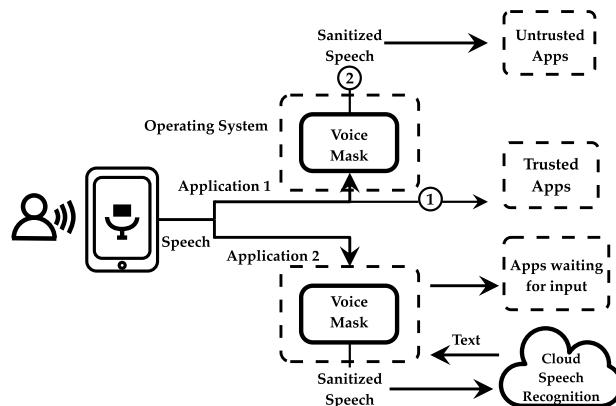 Sanitized
Speech
2
Untrusted
Apps
Operating System
Voice
Mask
Application 1
1
Trusted
Apps
Speech
Application 2
Voice
Mask
Apps waiting
for input
Text
Cloud
Speech
Recognition
Sanitized
Speech